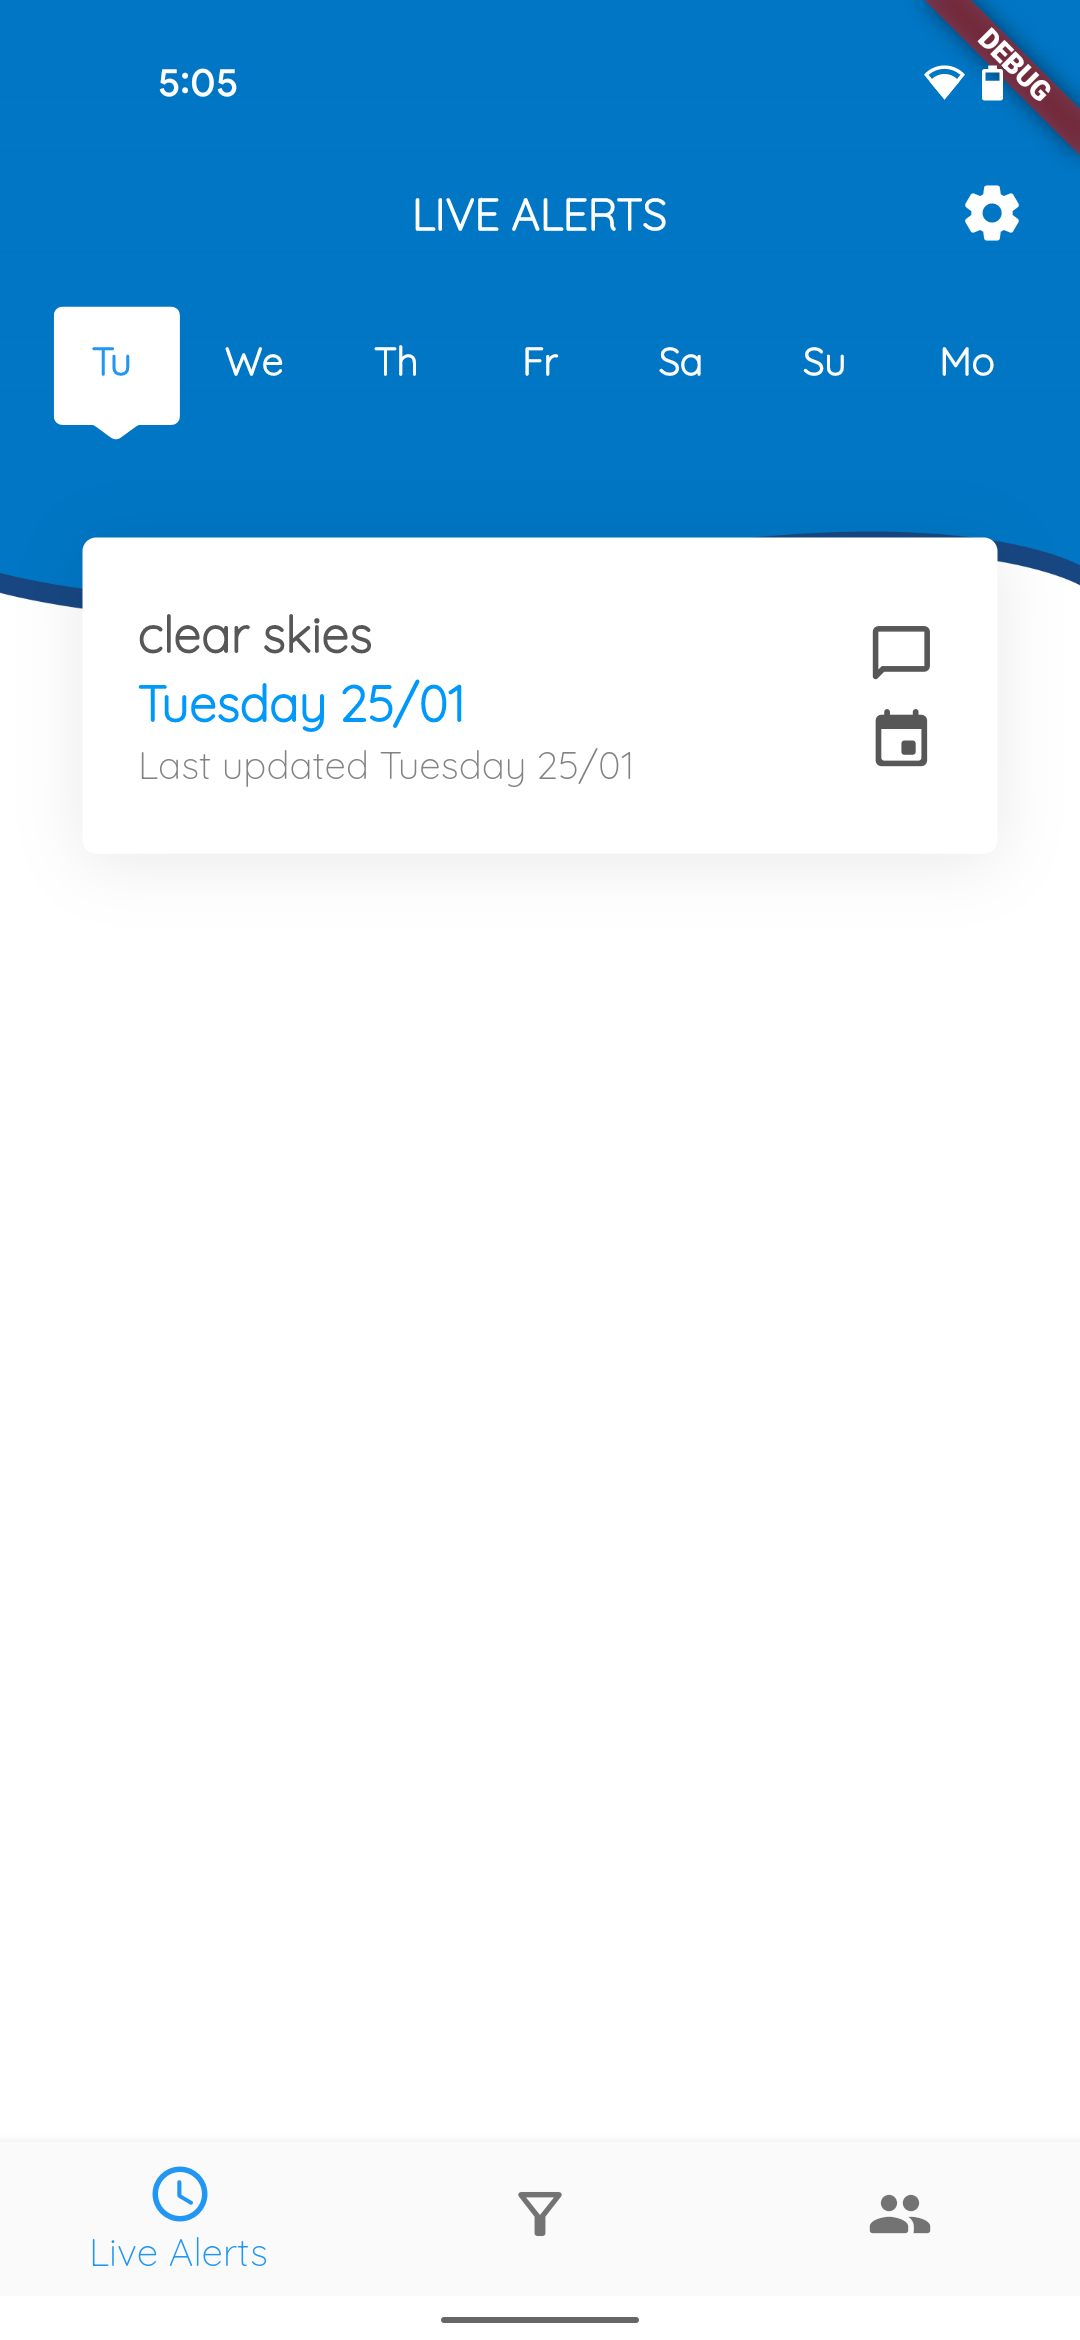 5:05
DEBUG
LIVE ALERTS
Tu We Th Fr Sa Su Mo
clear skies
Tuesday 25/01
Last updated Tuesday 25/01
Live Alerts